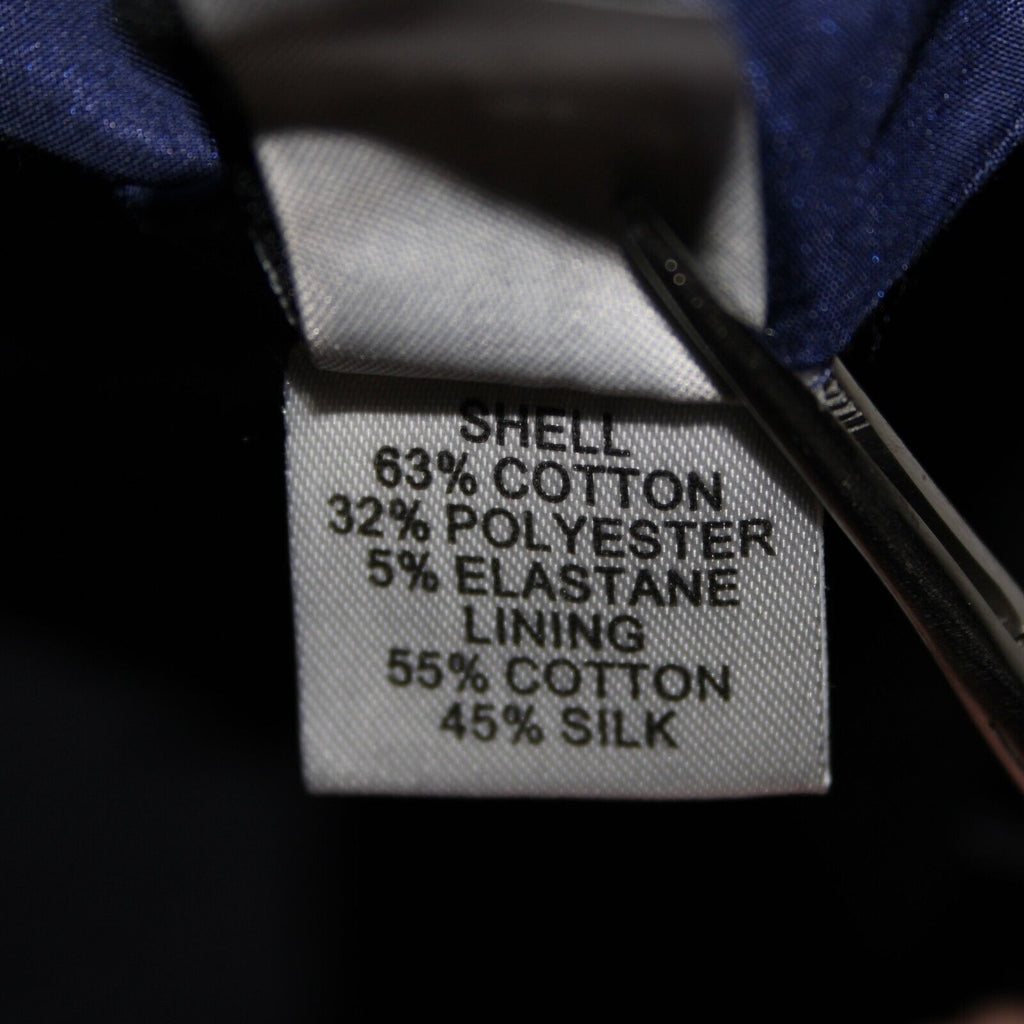 SHELL
63% COTTON
32% POLYESTER
5% ELASTANE
LINING
55% COTTON
45% SILK